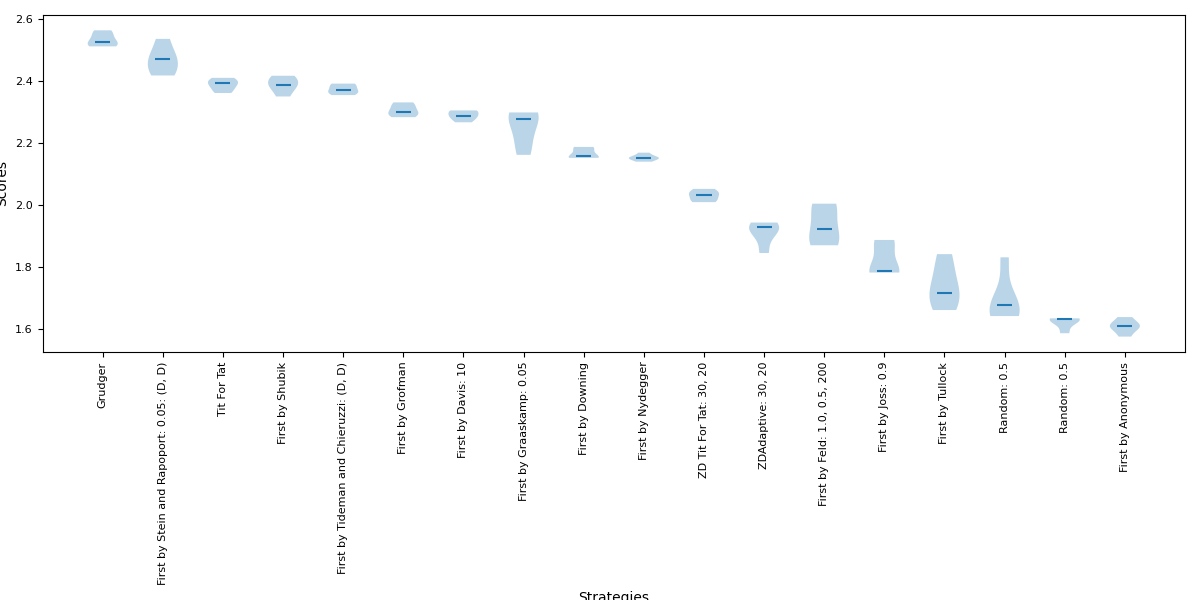 2.6
2.4
2.2
2.0
1.8
1.6
Scores
Grudger
First by Stein and Rapoport: 0.05: (D, D)
Tit For Tat
First by Shubik
First by Tideman and Chieruzzi: (D, D)
First by Grofman
First by Davis: 10
First by Graaskamp: 0.05
First by Downing
First by Nydegger
ZD Tit For Tat: 30, 20
ZDAdaptive: 30, 20
First by Feld: 1.0, 0.5, 200
First by Joss: 0.9
First by Tullock
Random: 0.5
Random: 0.5
First by Anonymous
Strategies